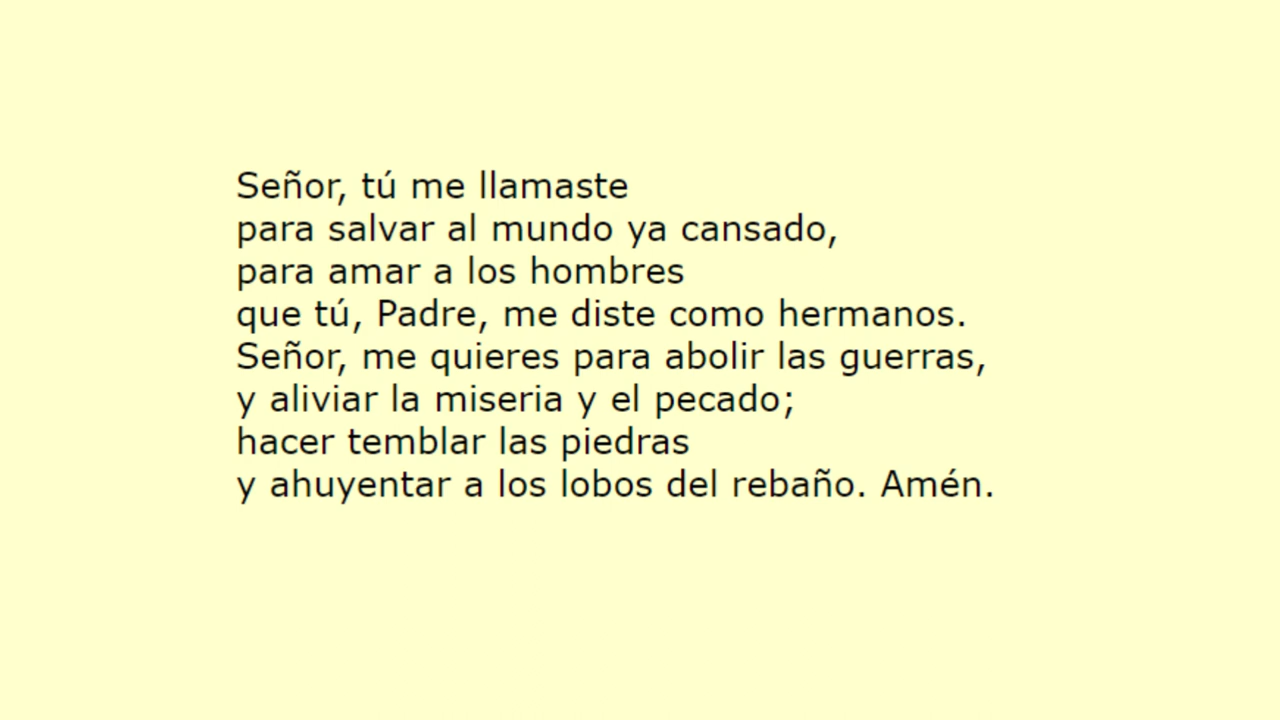 Señor, tú me llamaste
para salvar al mundo ya cansado,
para amar a los hombres
que tú, Padre, me diste como hermanos.
Señor, me quieres para abolir las guerras,
y aliviar la miseria y el pecado;
hacer temblar las piedras
y ahuyentar a los lobos del rebaño. Amén.